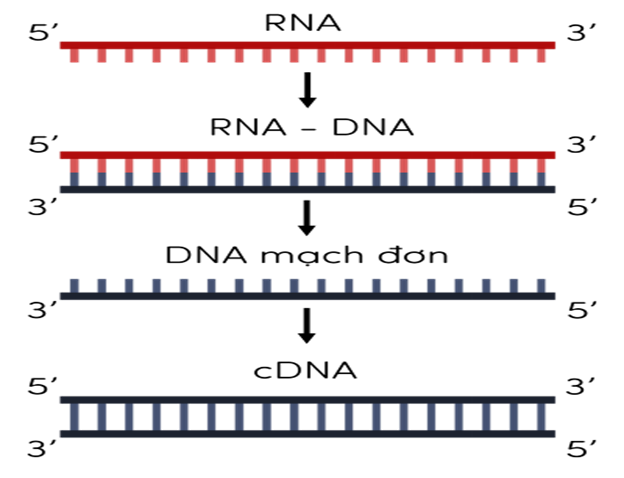 RNA
5' 3'
RNA – DNA
5' 3'
3' 5'
DNA mạch đơn
3' 5'
cDNA
5' 3'
3' 5'